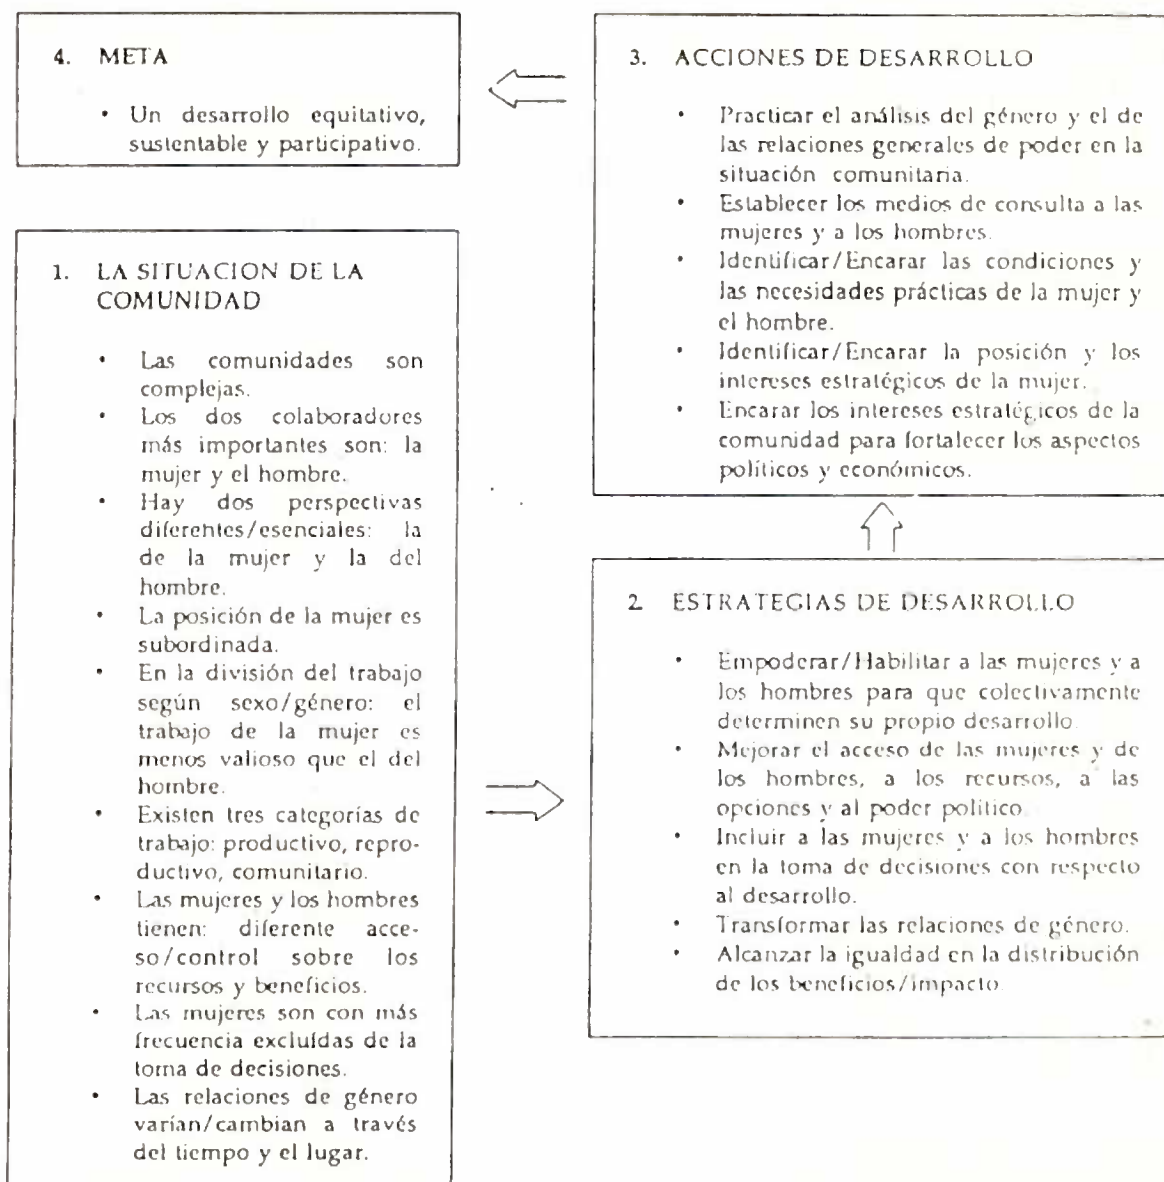 4. META
• Un desarrollo equitativo,
sustentable y participativo.
1. LA SITUACION DE LA
COMUNIDAD
• Las comunidades son
complejas.
• Los dos colaboradores
más importantes son: la
mujer y el hombre.
• Hay dos perspectivas
diferentes/esenciales: la
de la mujer y la del
hombre.
• La posición de la mujer es
subordinada.
• En la división del trabajo
según sexo/género: el
trabajo de la mujer es
menos valioso que el del
hombre.
• Existen tres categorías de
trabajo: productivo, repro-
ductivo, comunitario.
• Las mujeres y los hombres
tienen: diferente acce-
so/control sobre los
recursos y beneficios.
• Las mujeres son con más
frecuencia excluídas de la
toma de decisiones.
• Las relaciones de género
varían/cambian a través
del tiempo y el lugar.
2. ESTRATEGIAS DE DESARROLLO
• Empoderar/Habilitar a las mujeres y a
los hombres para que colectivamente
determinen su propio desarrollo.
• Mejorar el acceso de las mujeres y de
los hombres, a los recursos, a las
opciones y al poder político.
• Incluir a las mujeres y a los hombres
en la toma de decisiones con respecto
al desarrollo.
• Transformar las relaciones de género.
• Alcanzar la igualdad en la distribución
de los beneficios/impacto.
3. ACCIONES DE DESARROLLO
• Practicar el análisis del género y el de
las relaciones generales de poder en la
situación comunitaria.
• Establecer los medios de consulta a las
mujeres y a los hombres.
• Identificar/Encarar las condiciones y
las necesidades prácticas de la mujer y
el hombre.
• Identificar/Encarar la posición y los
intereses estratégicos de la mujer.
• Encarar los intereses estratégicos de la
comunidad para fortalecer los aspectos
políticos y económicos.